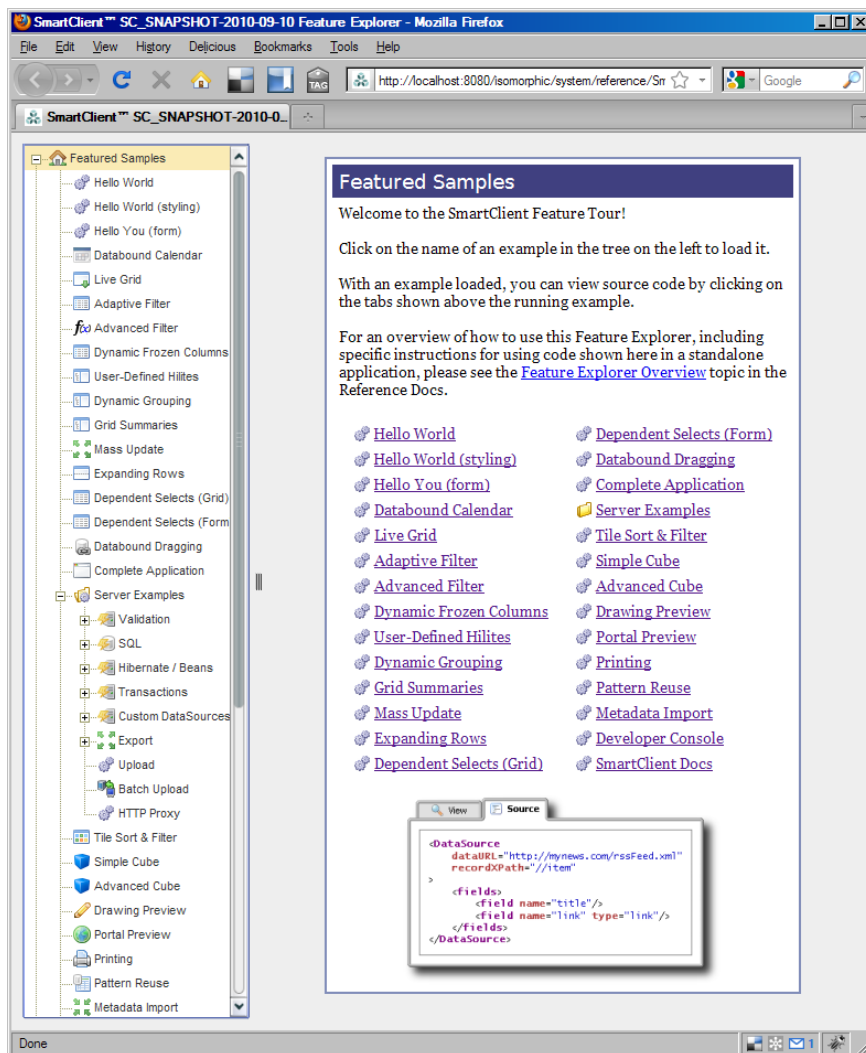 SmartClient™ SC_SNAPSHOT-2010-09-10 Feature Explorer - Mozilla Firefox
File Edit View History Delicious Bookmarks Tools Help
TAG http://localhost:8080/isomorphic/system/reference/Sm Google
SmartClient™ SC_SNAPSHOT-2010-0...
Featured Samples
Hello World
Hello World (styling)
Hello You (form)
Databound Calendar
Live Grid
Adaptive Filter
f(x) Advanced Filter
Dynamic Frozen Columns
User-Defined Hilites
Dynamic Grouping
Grid Summaries
Mass Update
Expanding Rows
Dependent Selects (Grid)
Dependent Selects (Form
Databound Dragging
Complete Application
Server Examples
Validation
SQL
Hibernate / Beans
Transactions
Custom DataSources
Export
Upload
Batch Upload
HTTP Proxy
Tile Sort & Filter
Simple Cube
Advanced Cube
Drawing Preview
Portal Preview
Printing
Pattern Reuse
Metadata Import
Featured Samples
Welcome to the SmartClient Feature Tour!
Click on the name of an example in the tree on the left to load it.
With an example loaded, you can view source code by clicking on
the tabs shown above the running example.
For an overview of how to use this Feature Explorer, including
specific instructions for using code shown here in a standalone
application, please see the Feature Explorer Overview topic in the
Reference Docs.
Hello World
Hello World (styling)
Hello You (form)
Databound Calendar
Live Grid
Adaptive Filter
Advanced Filter
Dynamic Frozen Columns
User-Defined Hilites
Dynamic Grouping
Grid Summaries
Mass Update
Expanding Rows
Dependent Selects (Grid)
Dependent Selects (Form)
Databound Dragging
Complete Application
Server Examples
Tile Sort & Filter
Simple Cube
Advanced Cube
Drawing Preview
Portal Preview
Printing
Pattern Reuse
Metadata Import
Developer Console
SmartClient Docs
View Source
<DataSource
dataURL="http://mynews.com/rssFeed.xml"
recordXPath="//item"
>
<fields>
<field name="title"/>
<field name="link" type="link"/>
</fields>
</DataSource>
Done 1